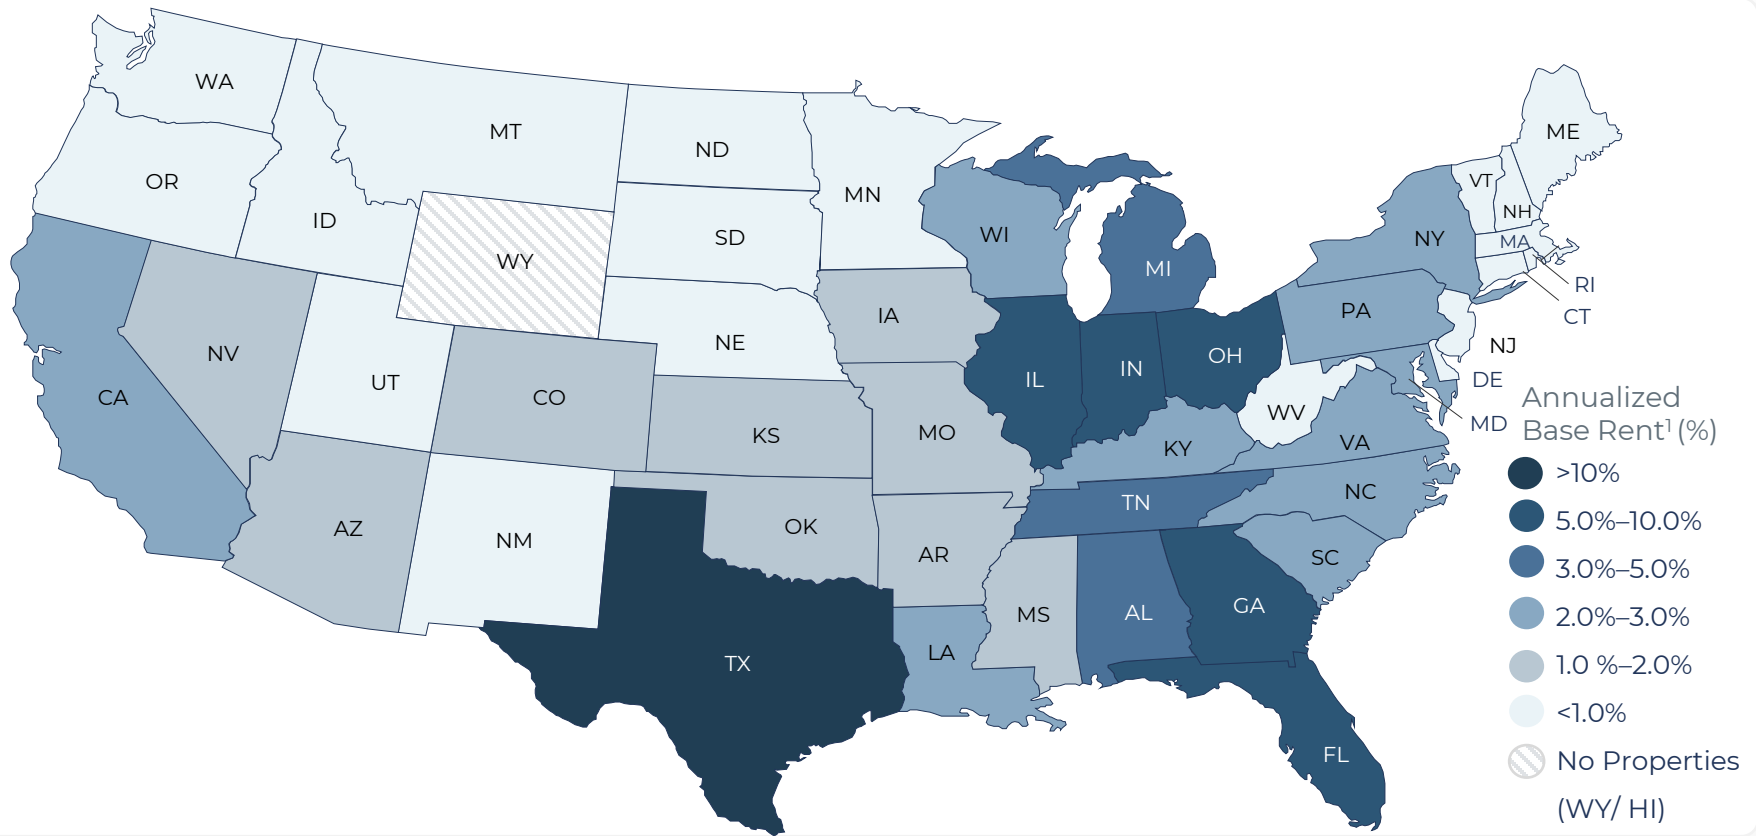 WA
MT
ND
ME
OR
MN
VT
ID
NH
SD
WI
NY
MA
WY
MI
RI
IA
PA
CT
NE
NJ
NV
OH
IN
UT
IL
DE
CA
CO
WV
MD
KS
MO
KY
VA
Annualized
Base Rent¹ (%)
>10%
NC
TN
5.0%–10.0%
AZ
OK
NM
AR
SC
3.0%–5.0%
MS
AL
GA
2.0%–3.0%
LA
TX
1.0 %–2.0%
<1.0%
FL
No Properties
(WY/ HI)